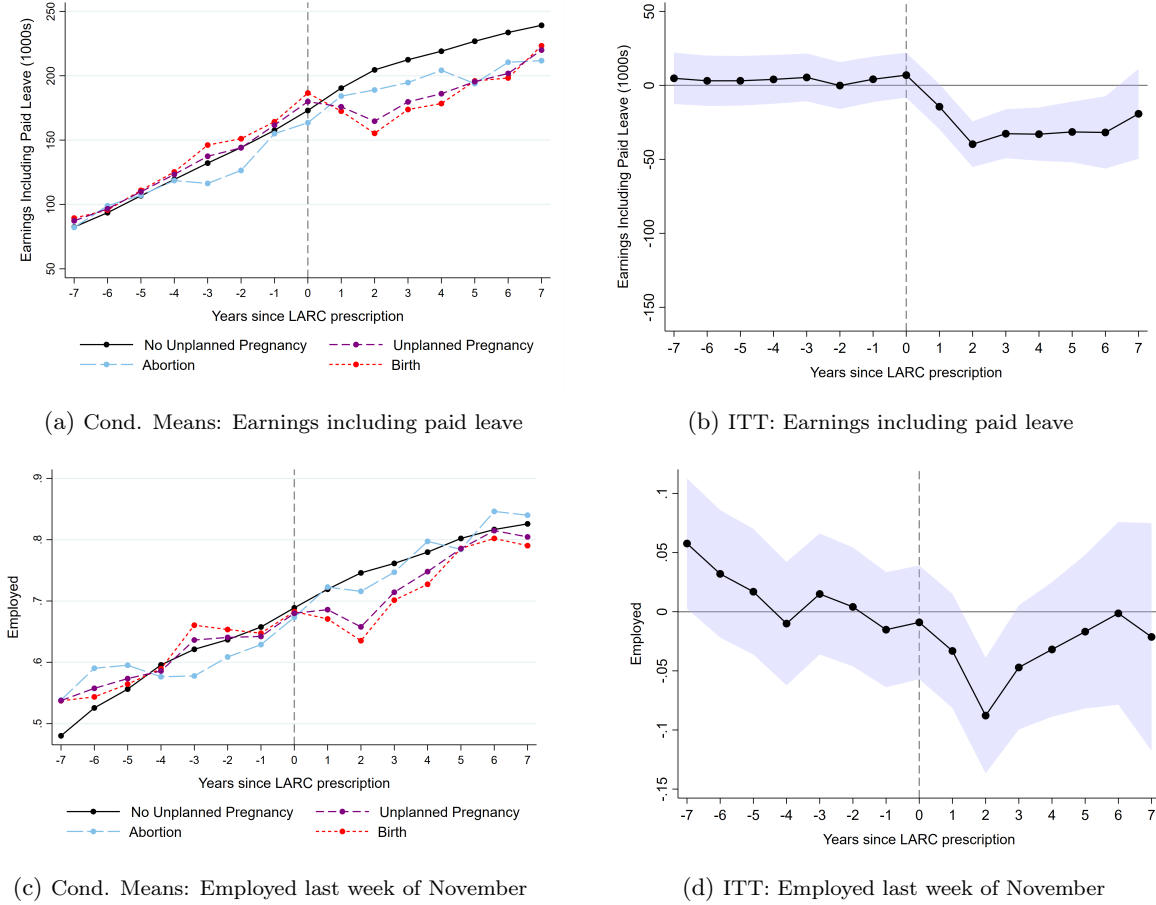 Earnings Including Paid Leave (1000s)
250
200
150
100
50
-7 -6 -5 -4 -3 -2 -1 0 1 2 3 4 5 6 7
Years since LARC prescription
No Unplanned Pregnancy Unplanned Pregnancy
Abortion Birth
(a) Cond. Means: Earnings including paid leave
Earnings Including Paid Leave (1000s)
50
0
-50
-100
-150
-7 -6 -5 -4 -3 -2 -1 0 1 2 3 4 5 6 7
Years since LARC prescription
(b) ITT: Earnings including paid leave
Employed
.9
.8
.7
.6
.5
-7 -6 -5 -4 -3 -2 -1 0 1 2 3 4 5 6 7
Years since LARC prescription
No Unplanned Pregnancy Unplanned Pregnancy
Abortion Birth
(c) Cond. Means: Employed last week of November
Employed
.1
.05
0
-.05
-.1
-.15
-7 -6 -5 -4 -3 -2 -1 0 1 2 3 4 5 6 7
Years since LARC prescription
(d) ITT: Employed last week of November